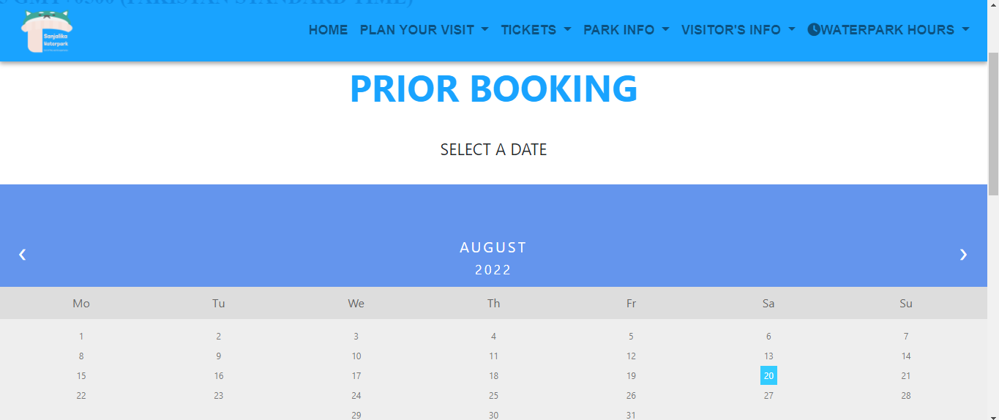 5 GMT+0500 (PAKISTAN STANDARD TIME)
Sanjalika
Waterpark
HOME PLAN YOUR VISIT TICKETS PARK INFO VISITOR'S INFO WATERPARK HOURS
PRIOR BOOKING
SELECT A DATE
❮ ❯
AUGUST
2022
Mo Tu We Th Fr Sa Su
1 2 3 4 5 6 7
8 9 10 11 12 13 14
15 16 17 18 19 20 21
22 23 24 25 26 27 28
29 30 31